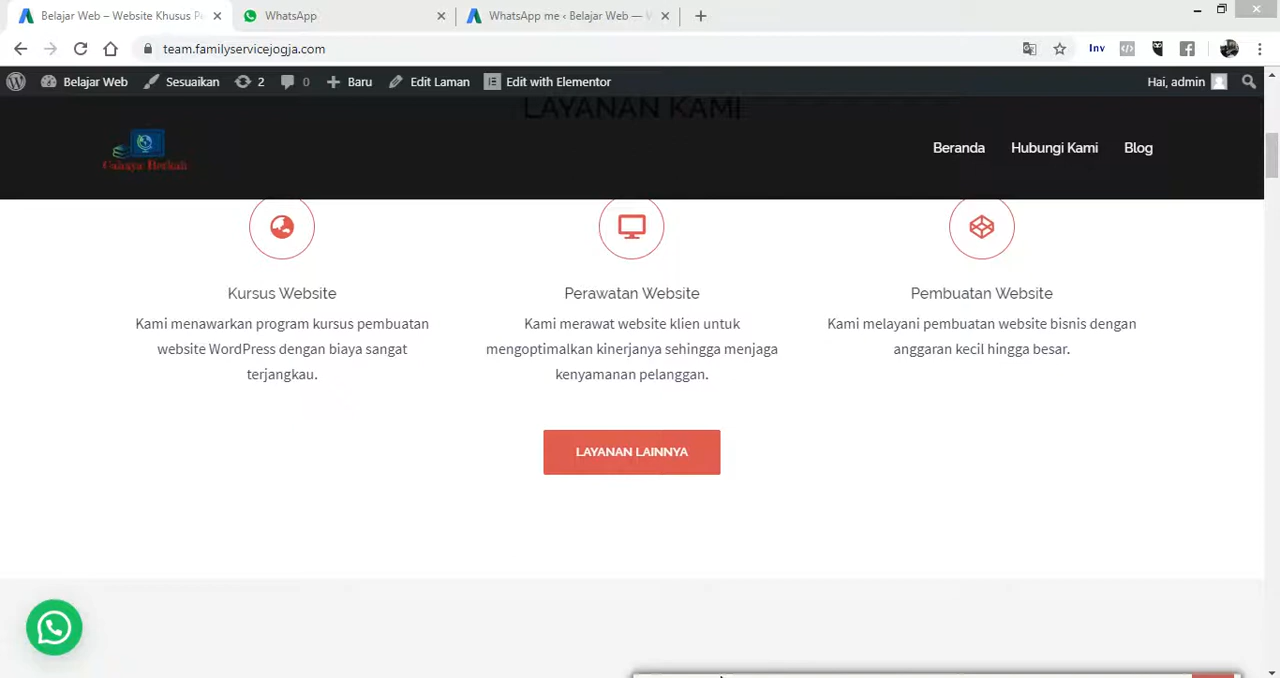 Belajar Web – Website Khusus Pe
WhatsApp
WhatsApp me ‹ Belajar Web — W
team.familyservicejogja.com
Inv
Belajar Web
Sesuaikan
2
0
Baru
Edit Laman
Edit with Elementor
Hai, admin
LAYANAN KAMI
Cahaya Berkah
Beranda
Hubungi Kami
Blog
Kursus Website
Kami menawarkan program kursus pembuatan
website WordPress dengan biaya sangat
terjangkau.
Perawatan Website
Kami merawat website klien untuk
mengoptimalkan kinerjanya sehingga menjaga
kenyamanan pelanggan.
Pembuatan Website
Kami melayani pembuatan website bisnis dengan
anggaran kecil hingga besar.
LAYANAN LAINNYA